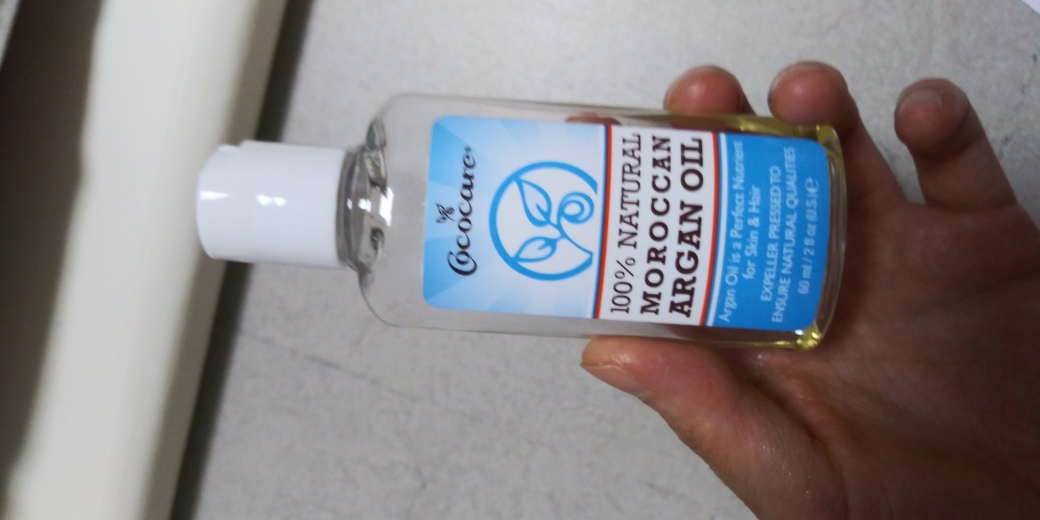 Cococare®
100% NATURAL
MOROCCAN
ARGAN OIL
Argan Oil is a Perfect Nutrient
for Skin & Hair
EXPELLER PRESSED TO
ENSURE NATURAL QUALITIES
60 ml / 2 fl oz (U.S.) ℮